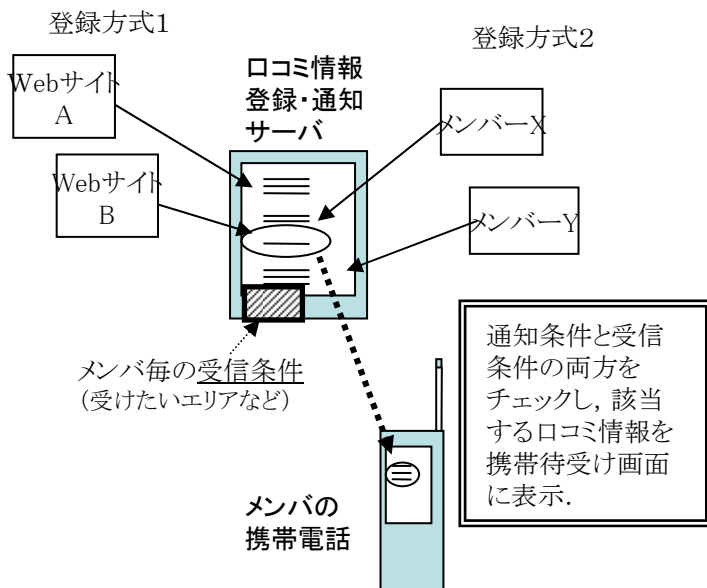 登録方式1
登録方式2
Webサイト
A
口コミ情報
登録・通知
サーバ
メンバーX
Webサイト
B
メンバーY
通知条件と受信
条件の両方を
チェックし，該当
する口コミ情報を
携帯待受け画面
に表示．
メンバ毎の受信条件
（受けたいエリアなど）
メンバの
携帯電話